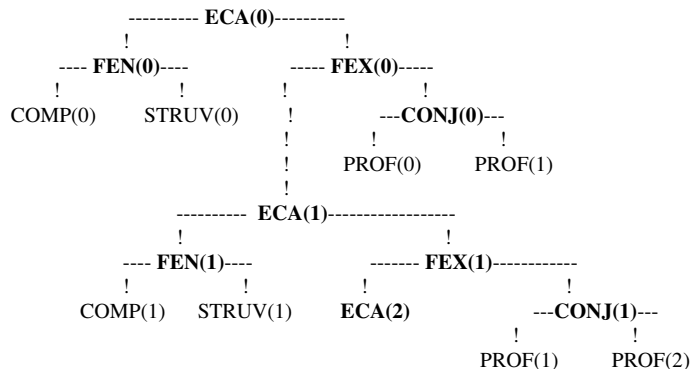 ---------- ECA(0)----------
! !
---- FEN(0)---- ----- FEX(0)-----
! ! ! !
COMP(0) STRUV(0) ! ---CONJ(0)---
! ! !
! PROF(0) PROF(1)
!
---------- ECA(1)------------------
! !
---- FEN(1)---- ------- FEX(1)------------
! ! ! !
COMP(1) STRUV(1) ECA(2) ---CONJ(1)---
! !
PROF(1) PROF(2)